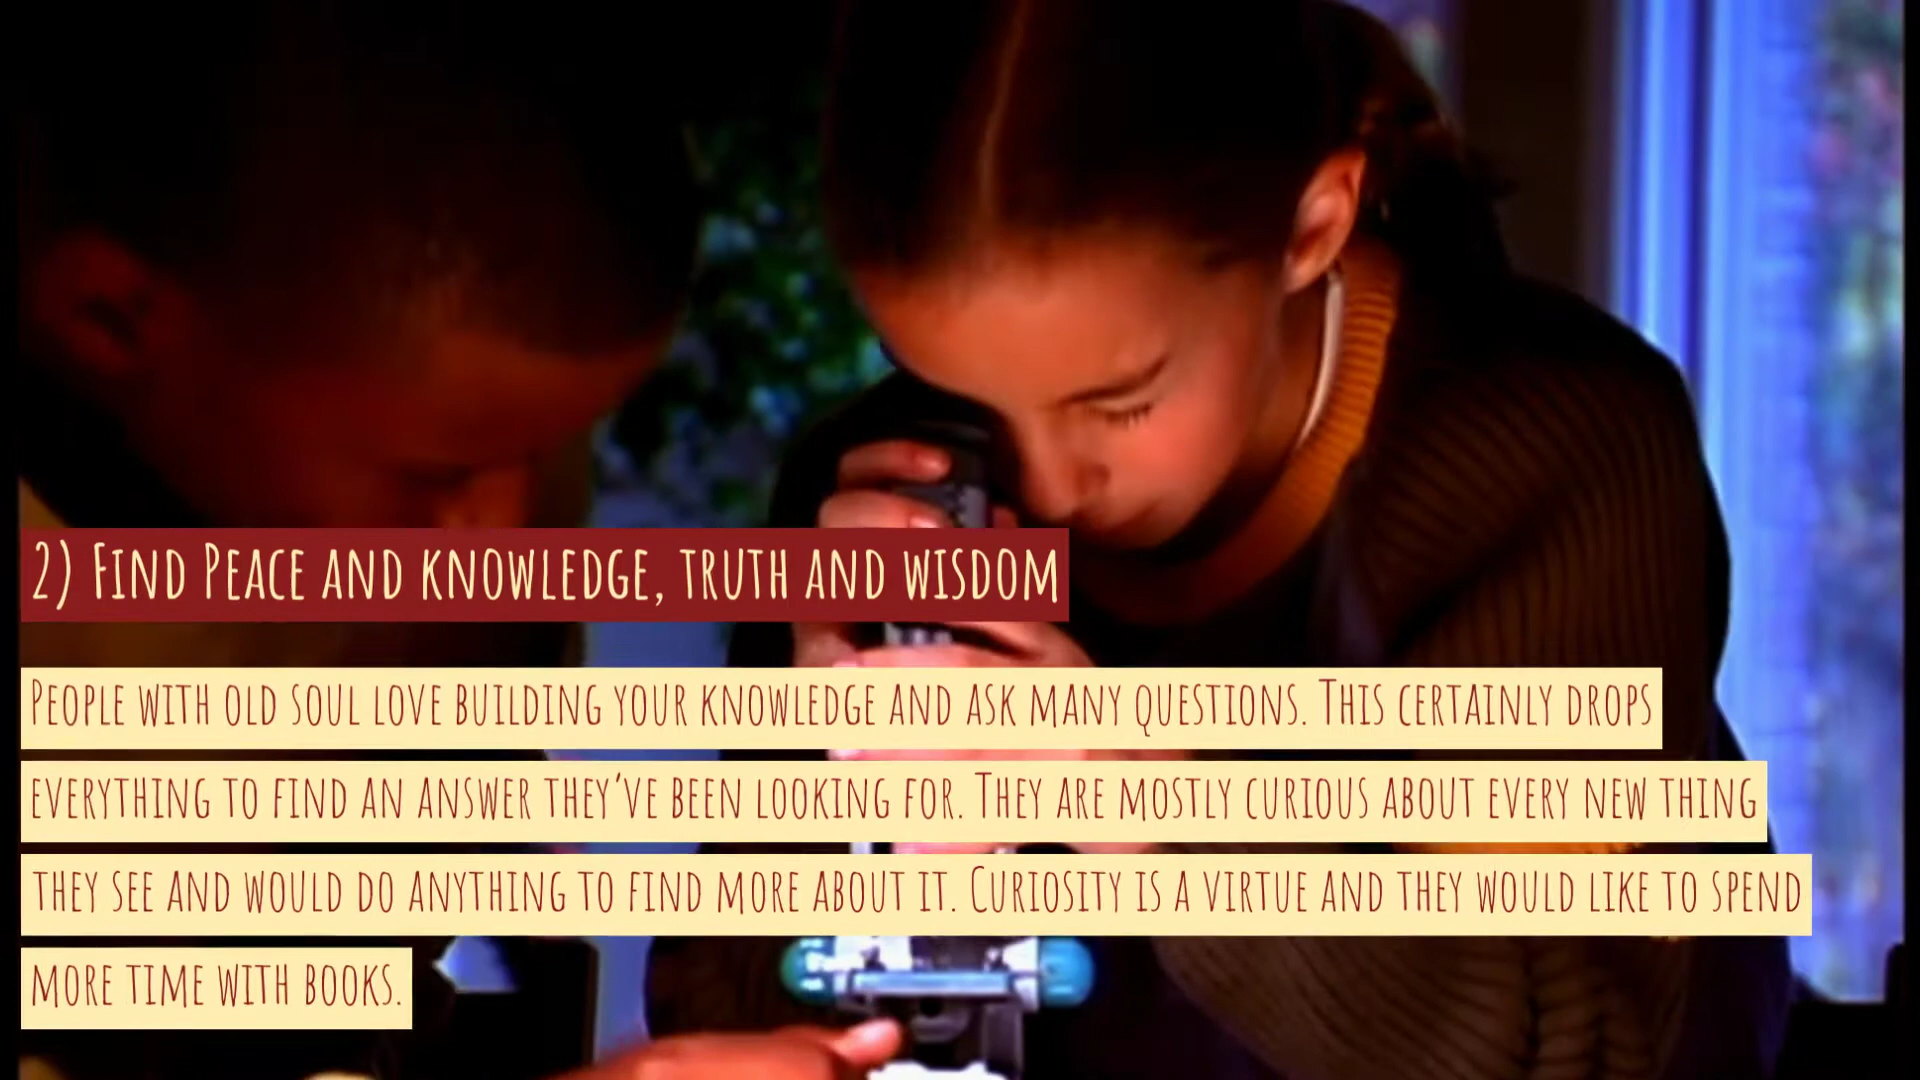 2) Find Peace and knowledge, truth and wisdom
People with old soul love building your knowledge and ask many questions. This certainly drops
everything to find an answer they've been looking for. They are mostly curious about every new thing
they see and would do anything to find more about it. Curiosity is a virtue and they would like to spend
more time with books.